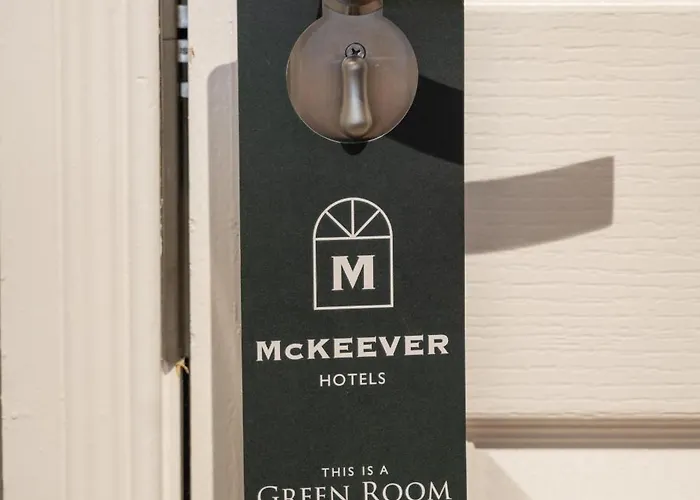 M
McKEEVER
HOTELS
THIS IS A
GREEN ROOM